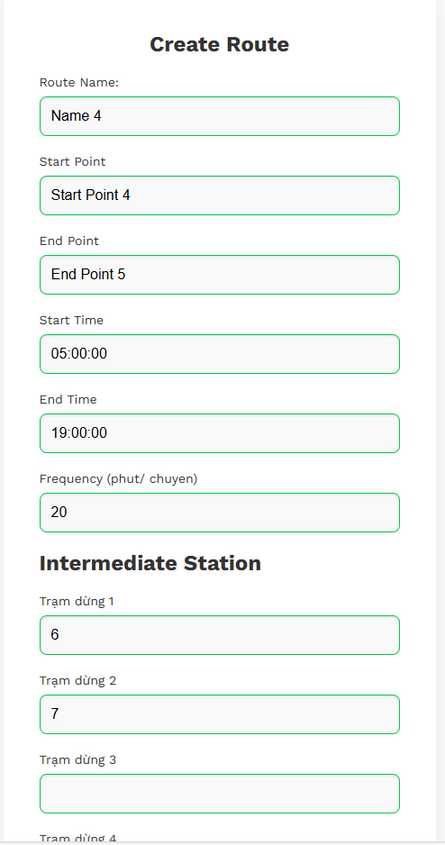 Create Route
Route Name:
Name 4
Start Point
Start Point 4
End Point
End Point 5
Start Time
05:00:00
End Time
19:00:00
Frequency (phut/ chuyen)
20
Intermediate Station
Trạm dừng 1
6
Trạm dừng 2
7
Trạm dừng 3
Trạm dừng 4